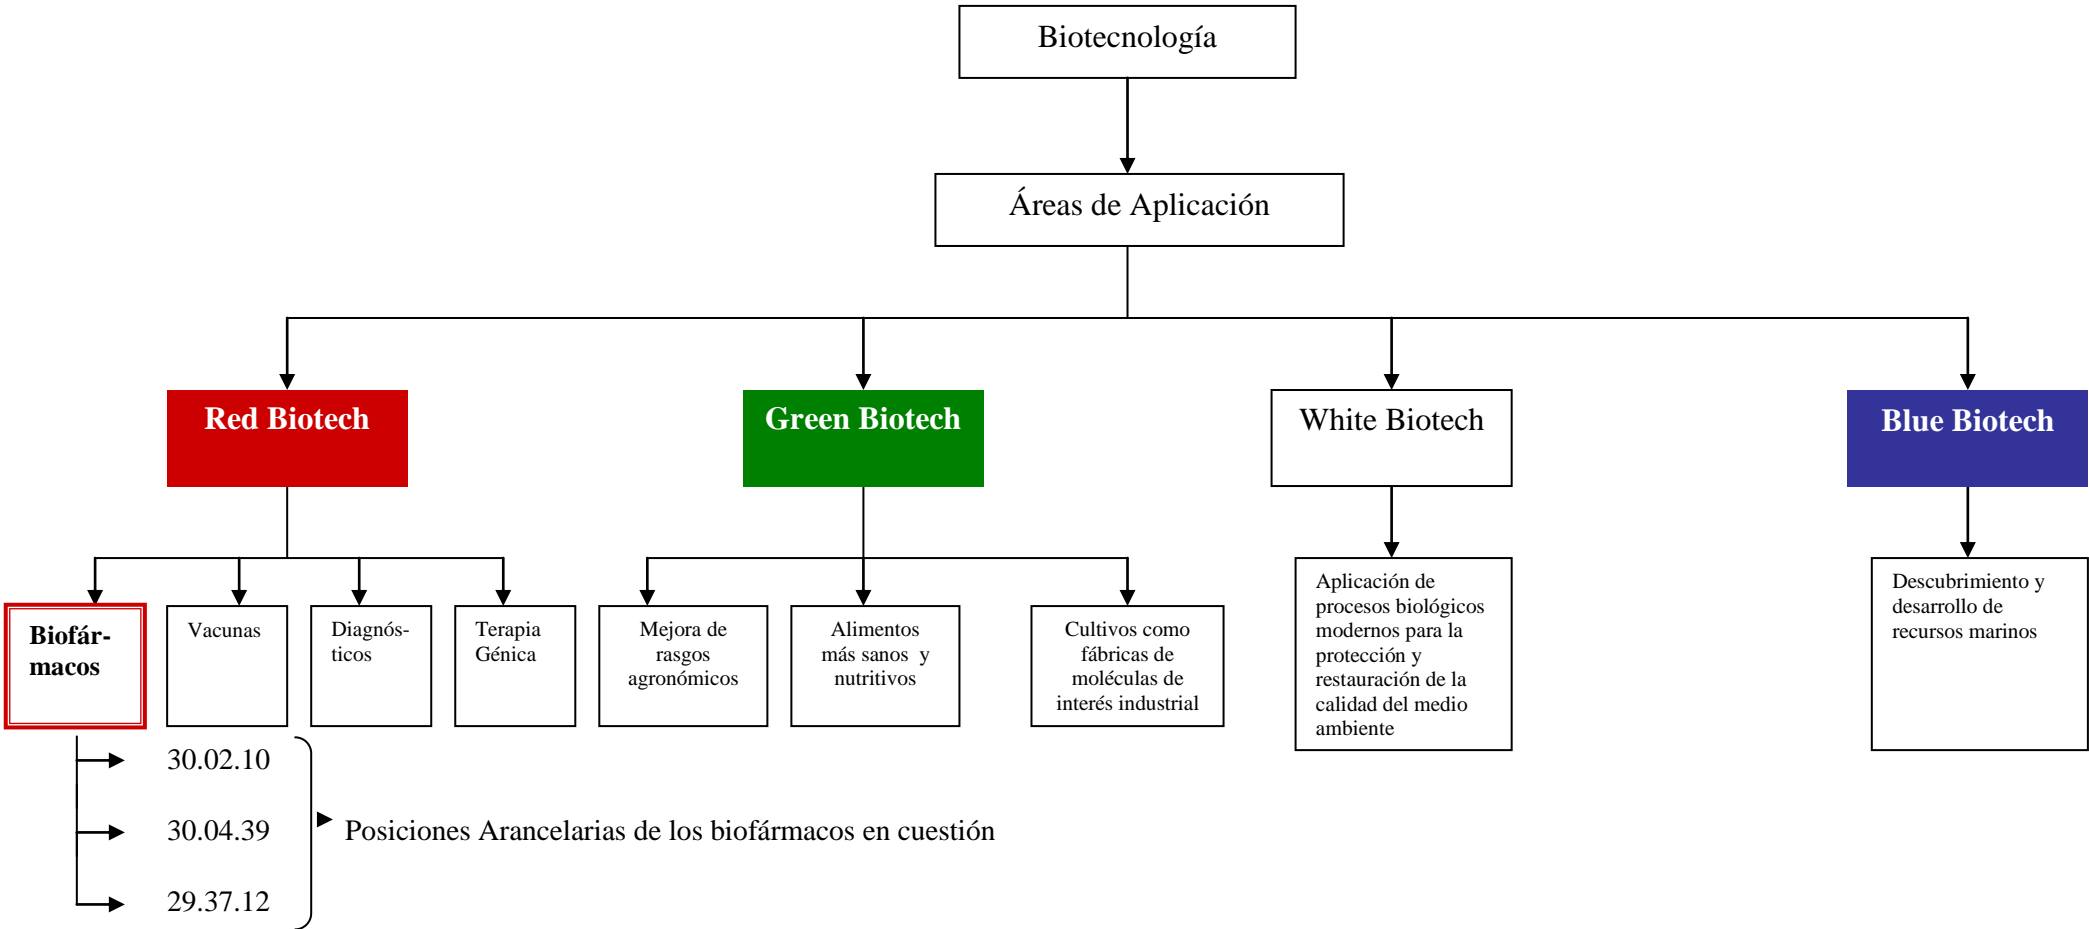 Biotecnología
Áreas de Aplicación
Red Biotech
Green Biotech
White Biotech
Blue Biotech
Biofár-
macos
Vacunas
Diagnós-
ticos
Terapia
Génica
Mejora de
rasgos
agronómicos
Alimentos
más sanos y
nutritivos
Cultivos como
fábricas de
moléculas de
interés industrial
Aplicación de
procesos biológicos
modernos para la
protección y
restauración de la
calidad del medio
ambiente
Descubrimiento y
desarrollo de
recursos marinos
30.02.10
30.04.39
29.37.12
Posiciones Arancelarias de los biofármacos en cuestión